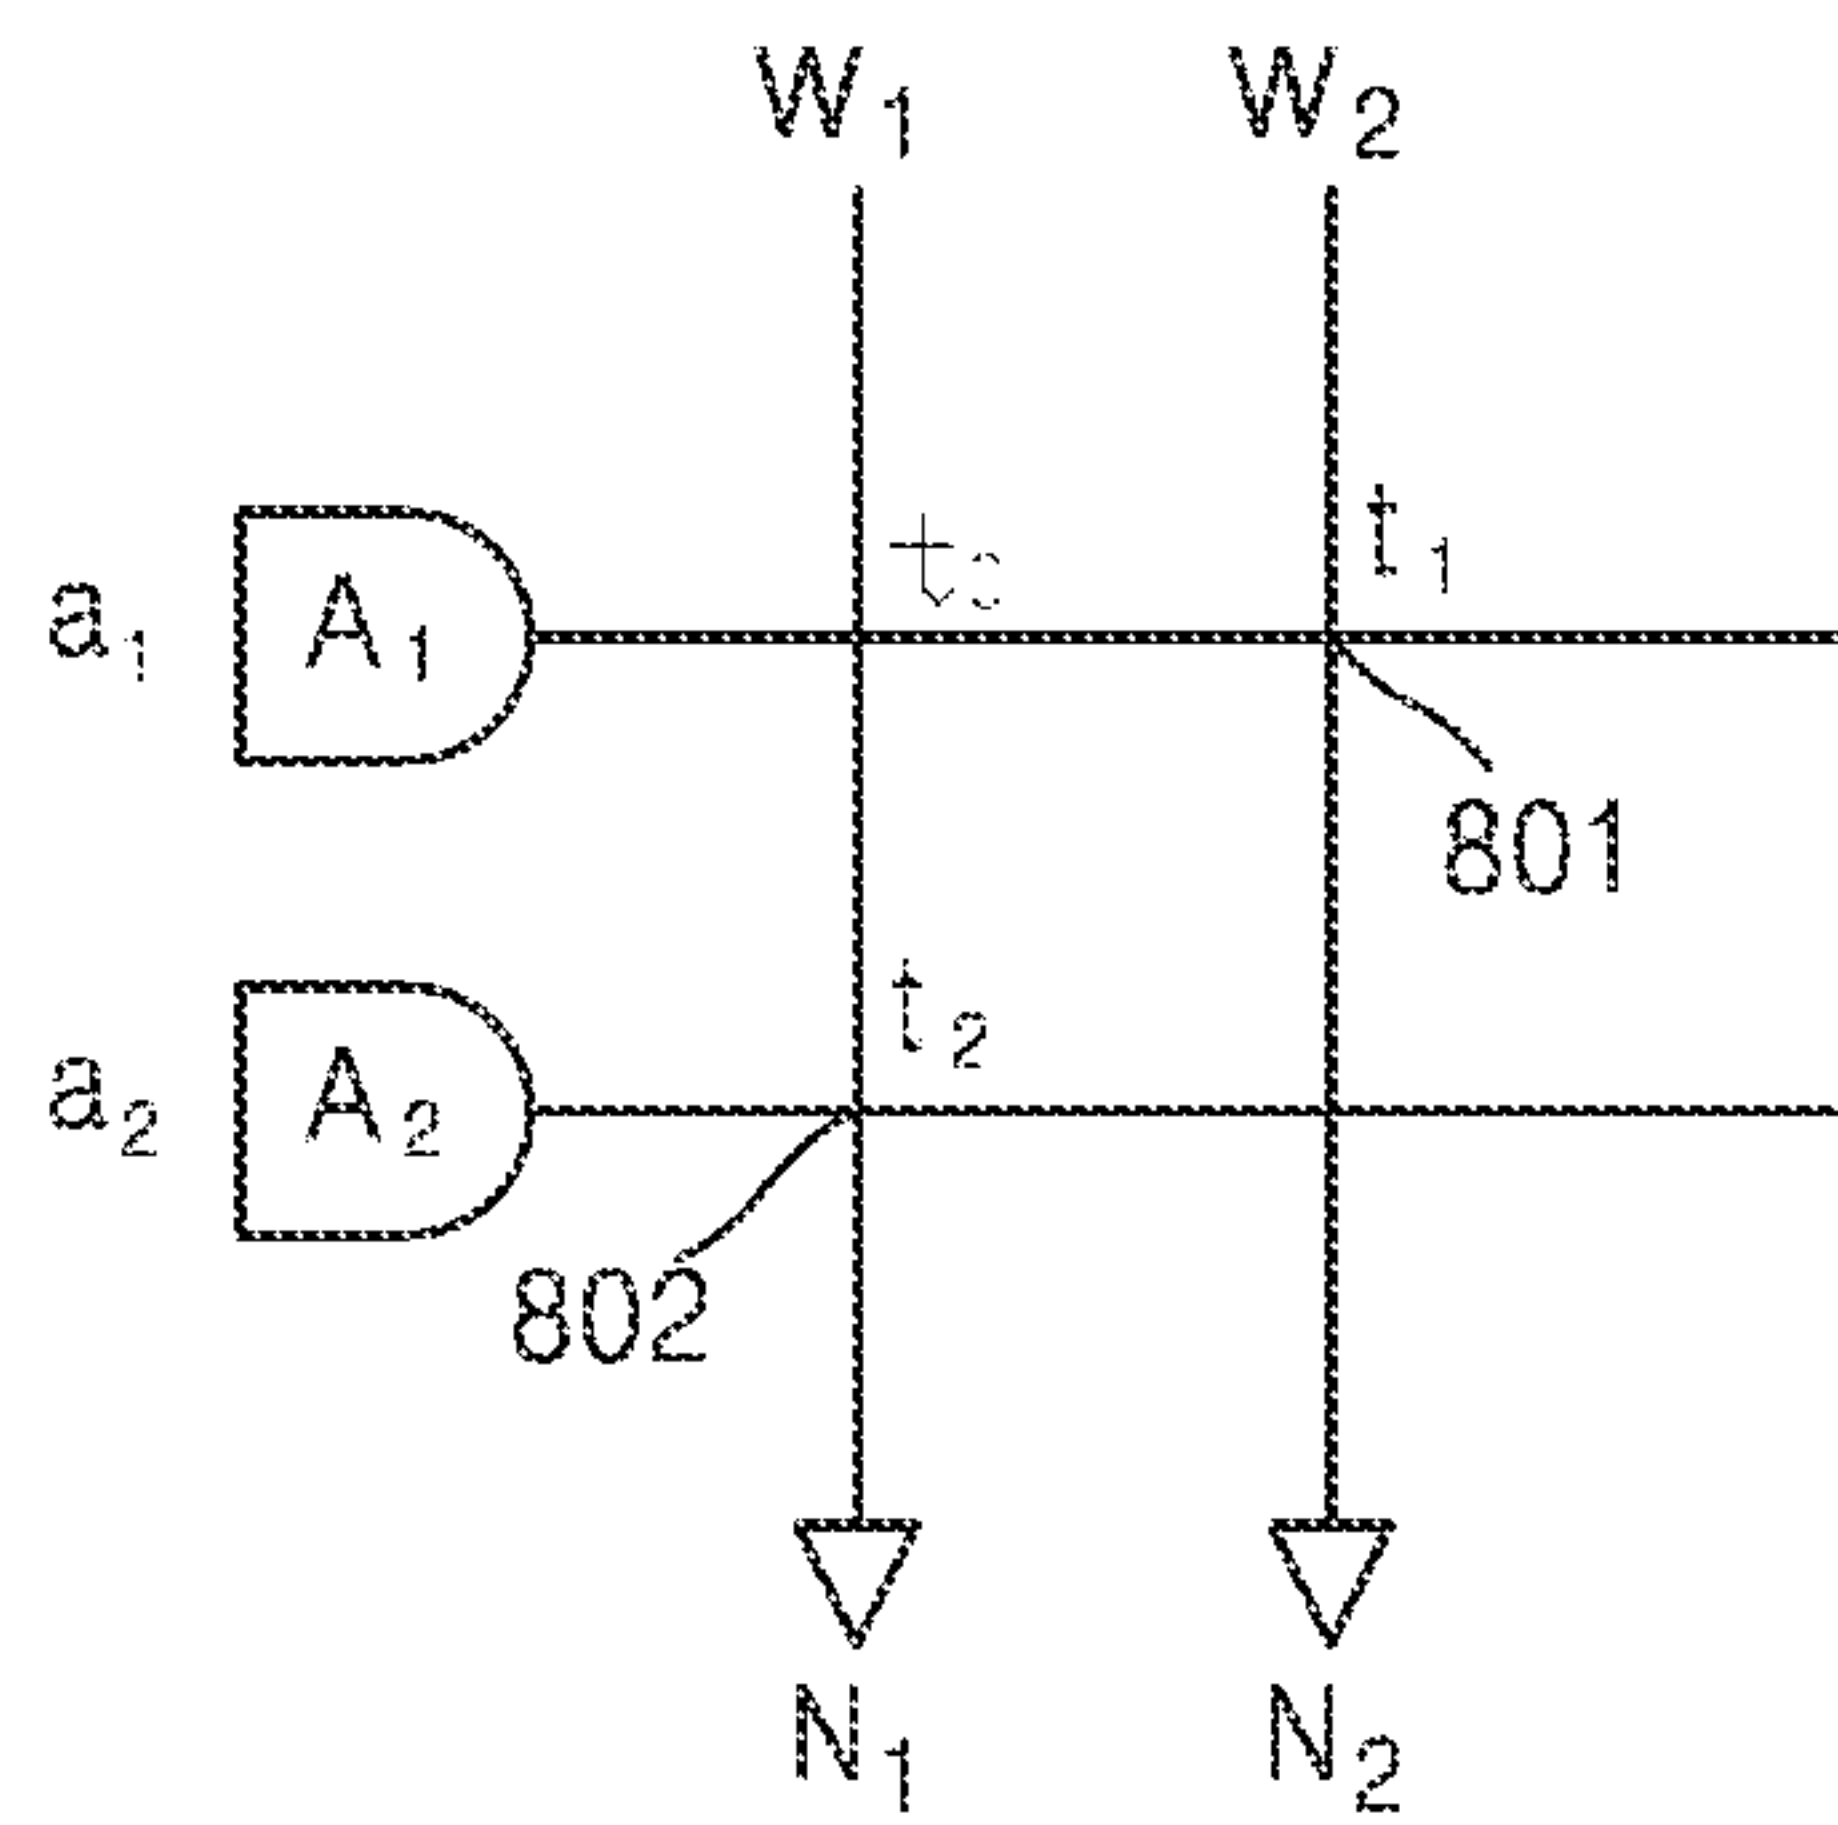 W₁ W₂
t₁
a₁ A₁
801
t₂
a₂ A₂
802
N₁ N₂